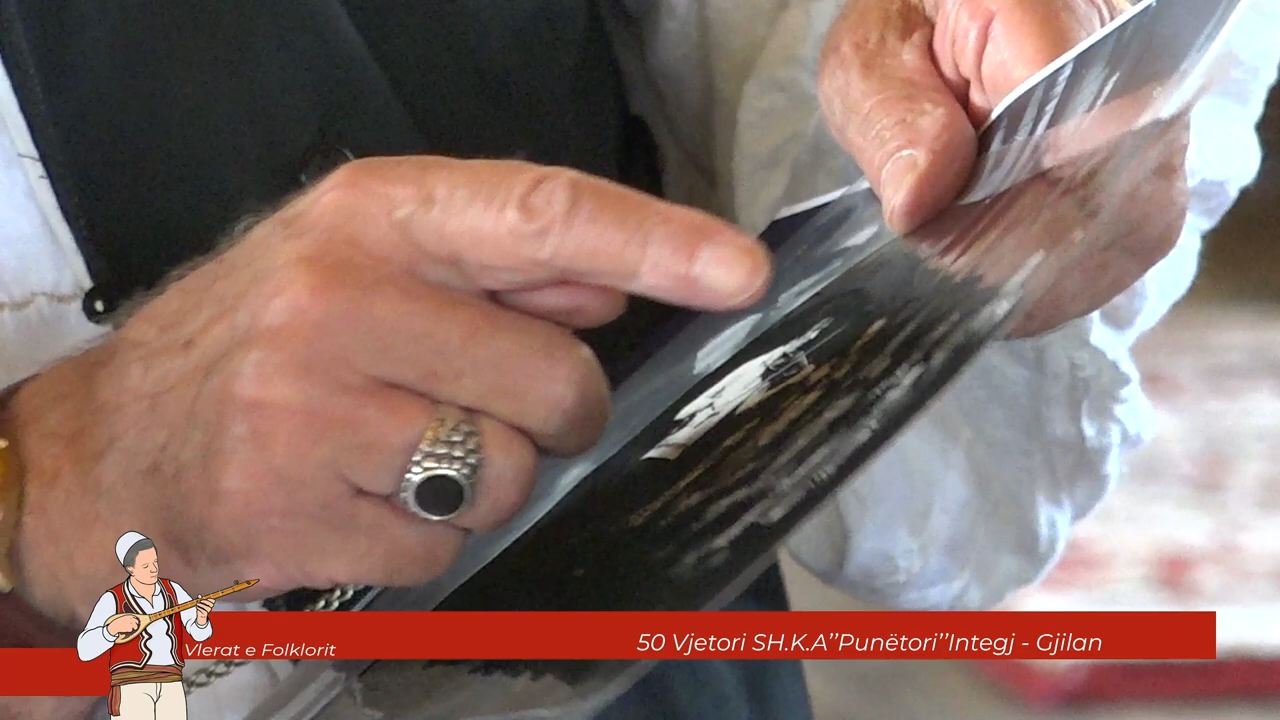 Vlerat e Folklorit
50 Vjetori SH.K.A’’Punëtori’’Integj - Gjilan